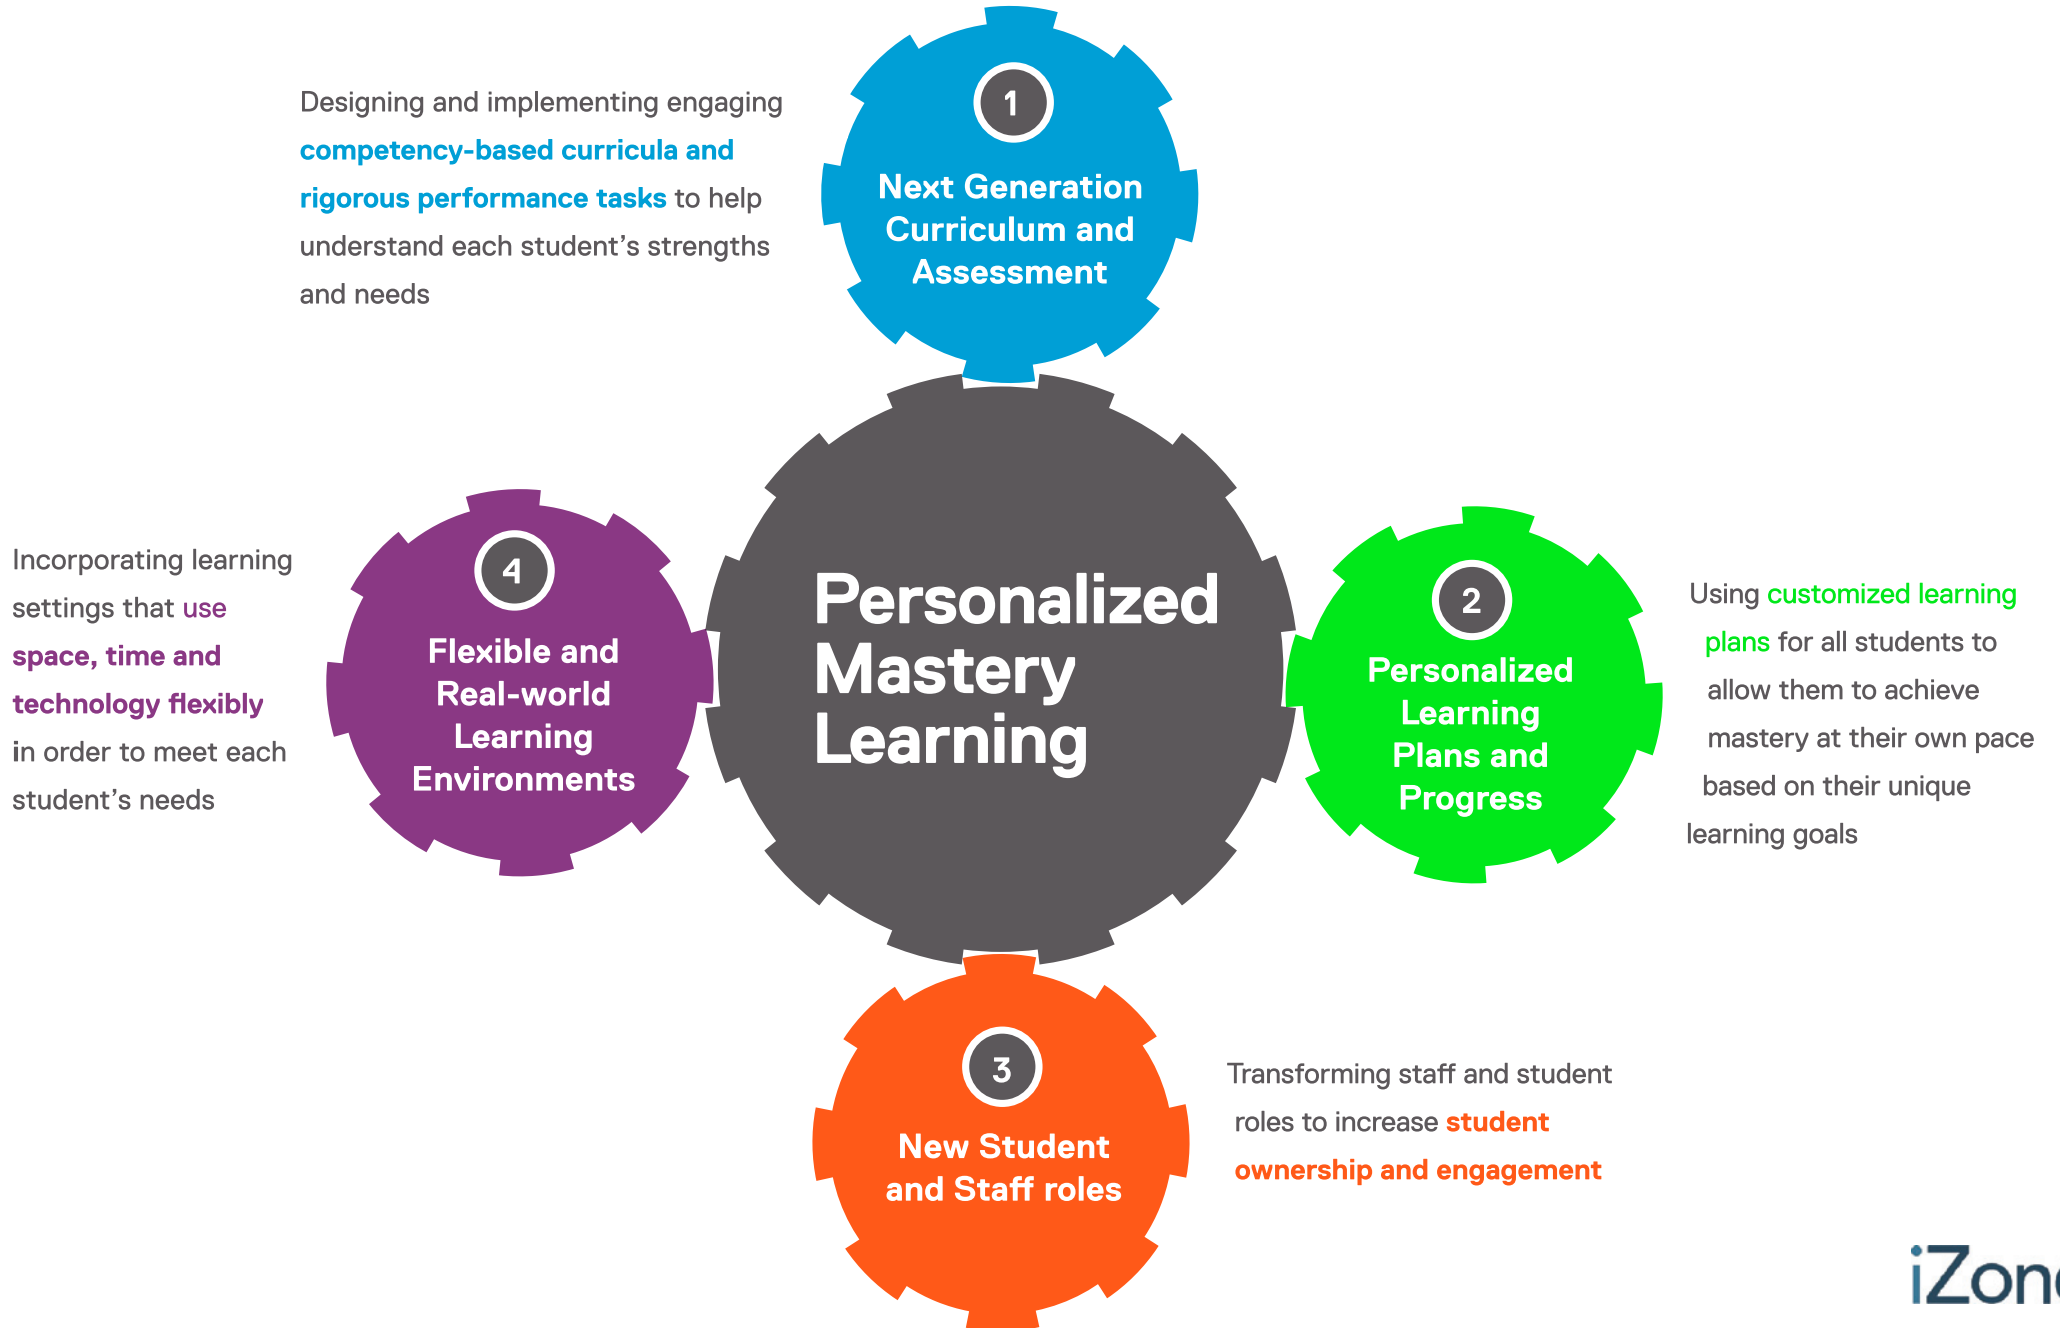 Designing and implementing engaging
competency-based curricula and
rigorous performance tasks to help
understand each student's strengths
and needs
1
Next Generation
Curriculum and
Assessment
Personalized
Mastery
Learning
2
Personalized
Learning
Plans and
Progress
Using customized learning
plans for all students to
allow them to achieve
mastery at their own pace
based on their unique
learning goals
3
New Student
and Staff roles
Transforming staff and student
roles to increase student
ownership and engagement
4
Flexible and
Real-world
Learning
Environments
Incorporating learning
settings that use
space, time and
technology flexibly
in order to meet each
student's needs